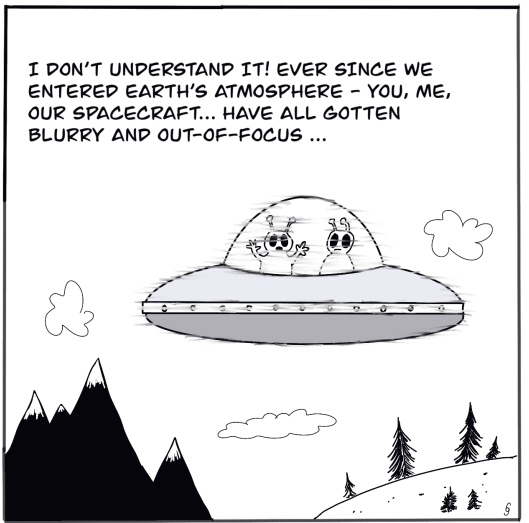 I DON'T UNDERSTAND IT! EVER SINCE WE
ENTERED EARTH'S ATMOSPHERE – YOU, ME,
OUR SPACECRAFT... HAVE ALL GOTTEN
BLURRY AND OUT-OF-FOCUS ...